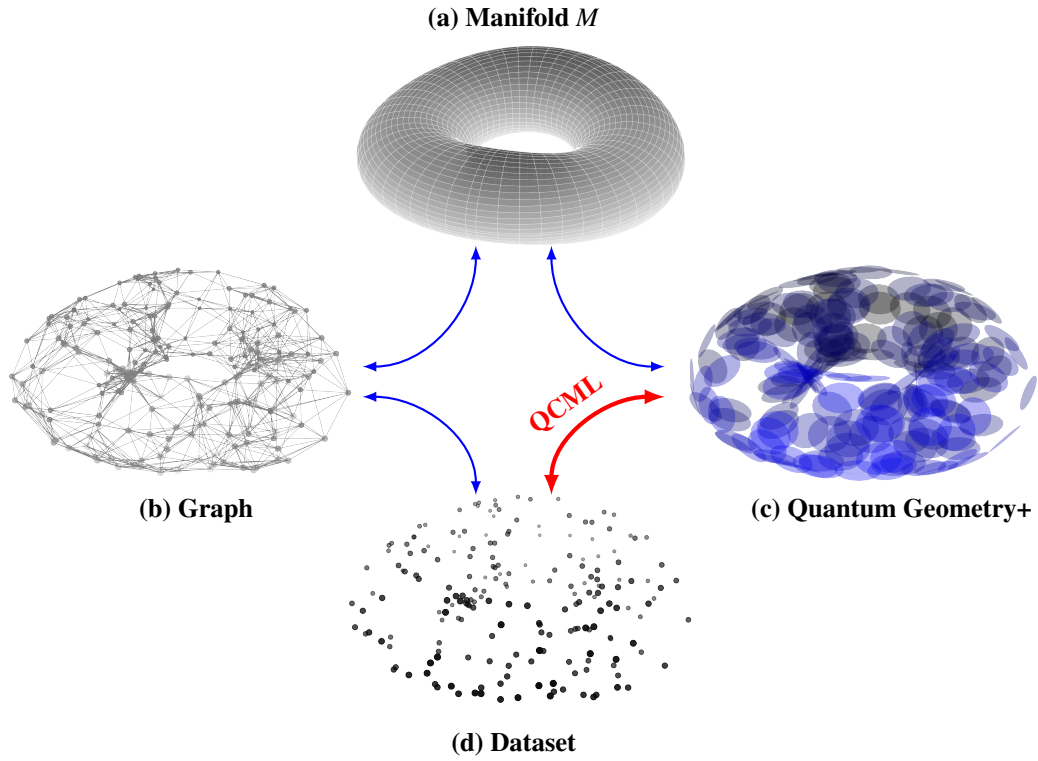 (a) Manifold M
QCML
(b) Graph
(c) Quantum Geometry+
(d) Dataset